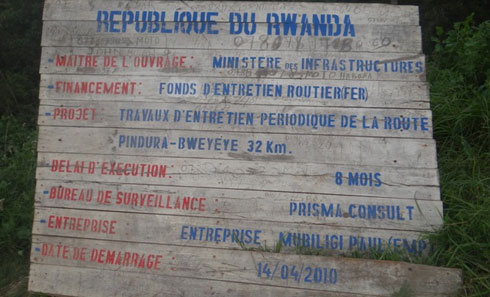 REPUBLIQUE DU RWANDA
-MAITRE DE L'OUVRAGE: MINISTERE DES INFRASTRUCTURES
-FINANCEMENT: FONDS D'ENTRETIEN ROUTIER(FER)
-PROJET: TRAVAUX D'ENTRETIEN PERIODIQUE DE LA ROUTE
PINDURA-BWEYEYE 32 Km.
-DELAI D'EXECUTION: 8 MOIS
-BUREAU DE SURVEILLANCE: PRISMA CONSULT
-ENTREPRISE ENTREPRISE MUBILIGI PAUL (EMP)
-DATE DE DEMARRAGE: 14/04/2010